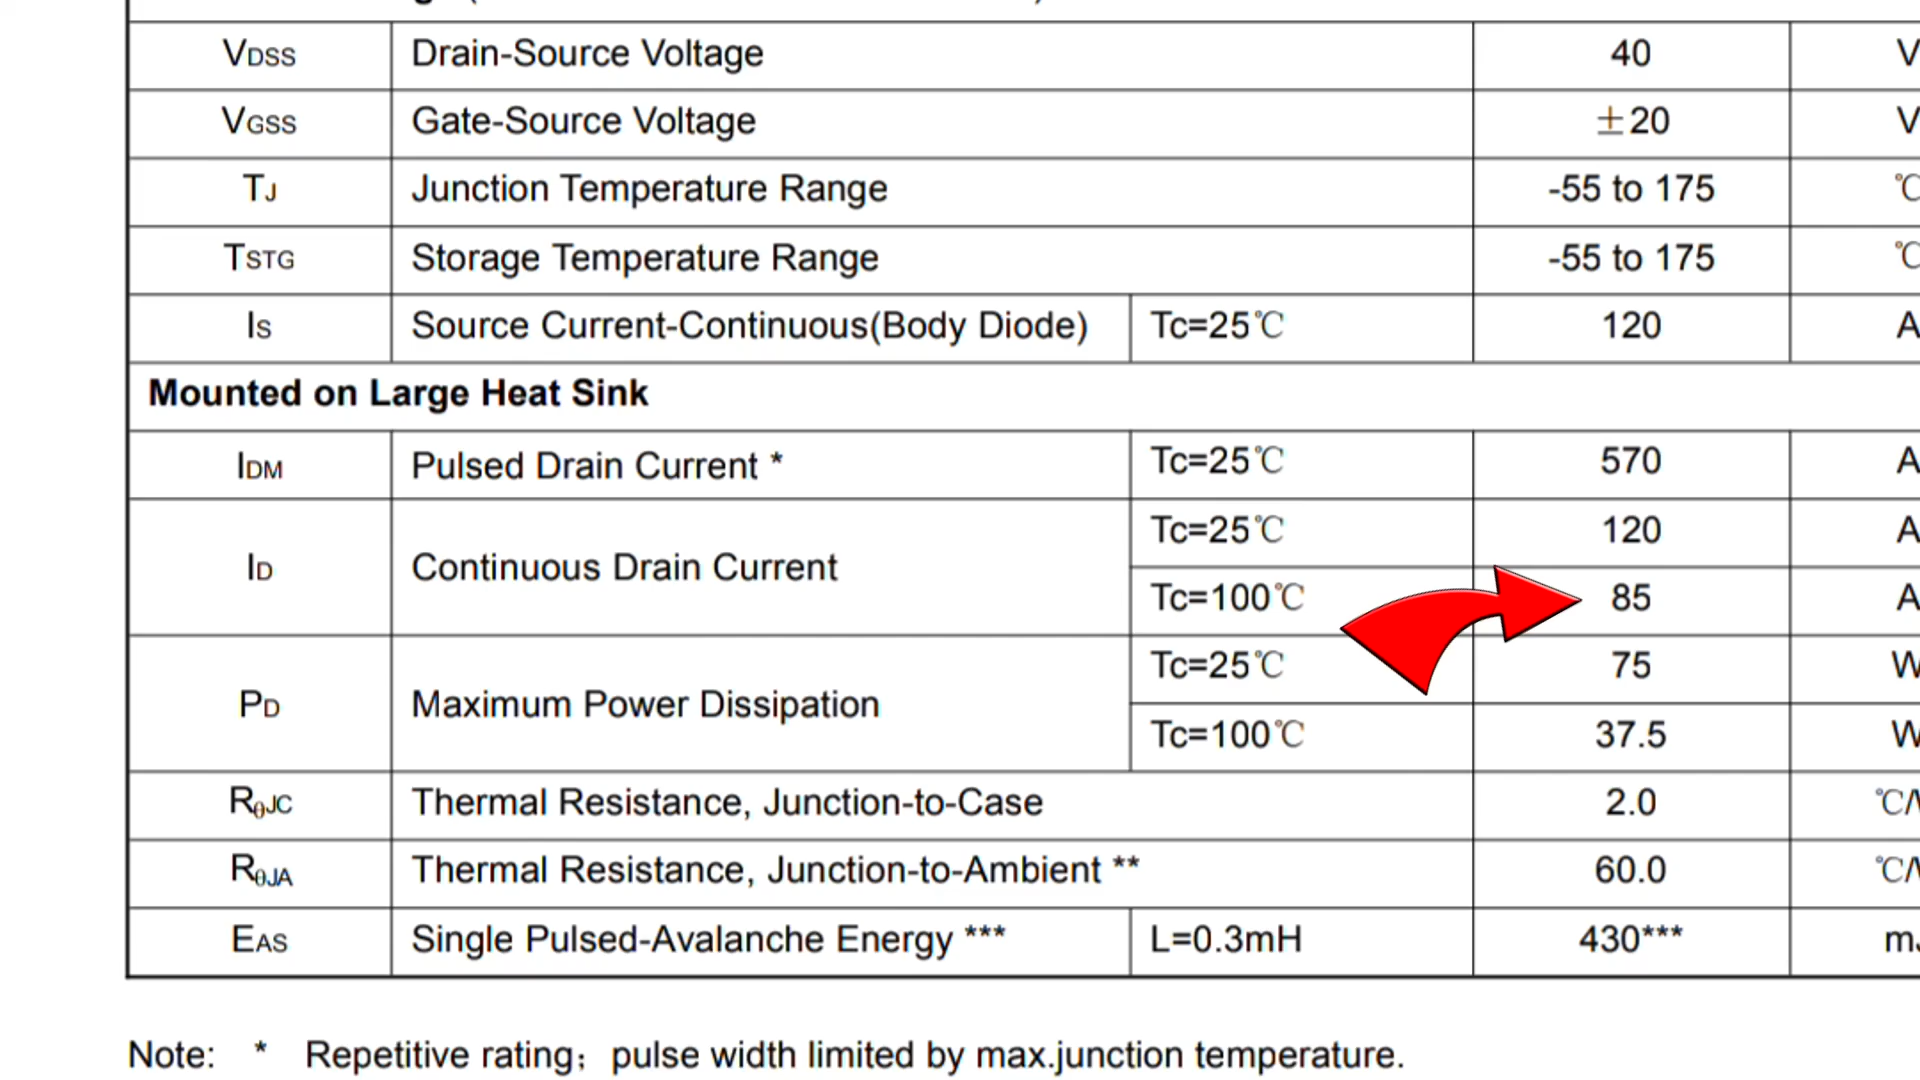 VDSS Drain-Source Voltage 40 V
VGSS Gate-Source Voltage ±20 V
TJ Junction Temperature Range -55 to 175 ℃
TSTG Storage Temperature Range -55 to 175 ℃
IS Source Current-Continuous(Body Diode) Tc=25℃ 120 A
Mounted on Large Heat Sink
IDM Pulsed Drain Current * Tc=25℃ 570 A
ID Continuous Drain Current Tc=25℃ 120 A
Tc=100℃ 85 A
PD Maximum Power Dissipation Tc=25℃ 75 W
Tc=100℃ 37.5 W
RθJC Thermal Resistance, Junction-to-Case 2.0 ℃/
RθJA Thermal Resistance, Junction-to-Ambient ** 60.0 ℃/
EAS Single Pulsed-Avalanche Energy *** L=0.3mH 430*** m
Note: * Repetitive rating；pulse width limited by max.junction temperature.